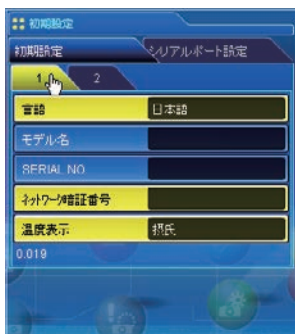 初期設定
初期設定
シリアルポート設定
1
2
言語
日本語
モデル名
SERIAL NO
ネットワーク暗証番号
温度表示
摂氏
0.019